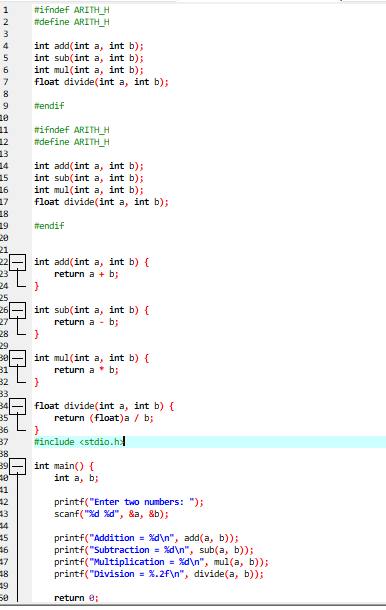 1 #ifndef ARITH_H
2 #define ARITH_H
3
4 int add(int a, int b);
5 int sub(int a, int b);
6 int mul(int a, int b);
7 float divide(int a, int b);
8
9 #endif
10
11 #ifndef ARITH_H
12 #define ARITH_H
13
14 int add(int a, int b);
15 int sub(int a, int b);
16 int mul(int a, int b);
17 float divide(int a, int b);
18
19 #endif
20
21
22 int add(int a, int b) {
23 return a + b;
24 }
25
26 int sub(int a, int b) {
27 return a - b;
28 }
29
30 int mul(int a, int b) {
31 return a * b;
32 }
33
34 float divide(int a, int b) {
35 return (float)a / b;
36 }
37 #include <stdio.h>
38
39 int main() {
40 int a, b;
41
42 printf("Enter two numbers: ");
43 scanf("%d %d", &a, &b);
44
45 printf("Addition = %d\n", add(a, b));
46 printf("Subtraction = %d\n", sub(a, b));
47 printf("Multiplication = %d\n", mul(a, b));
48 printf("Division = %.2f\n", divide(a, b));
49
50 return 0;